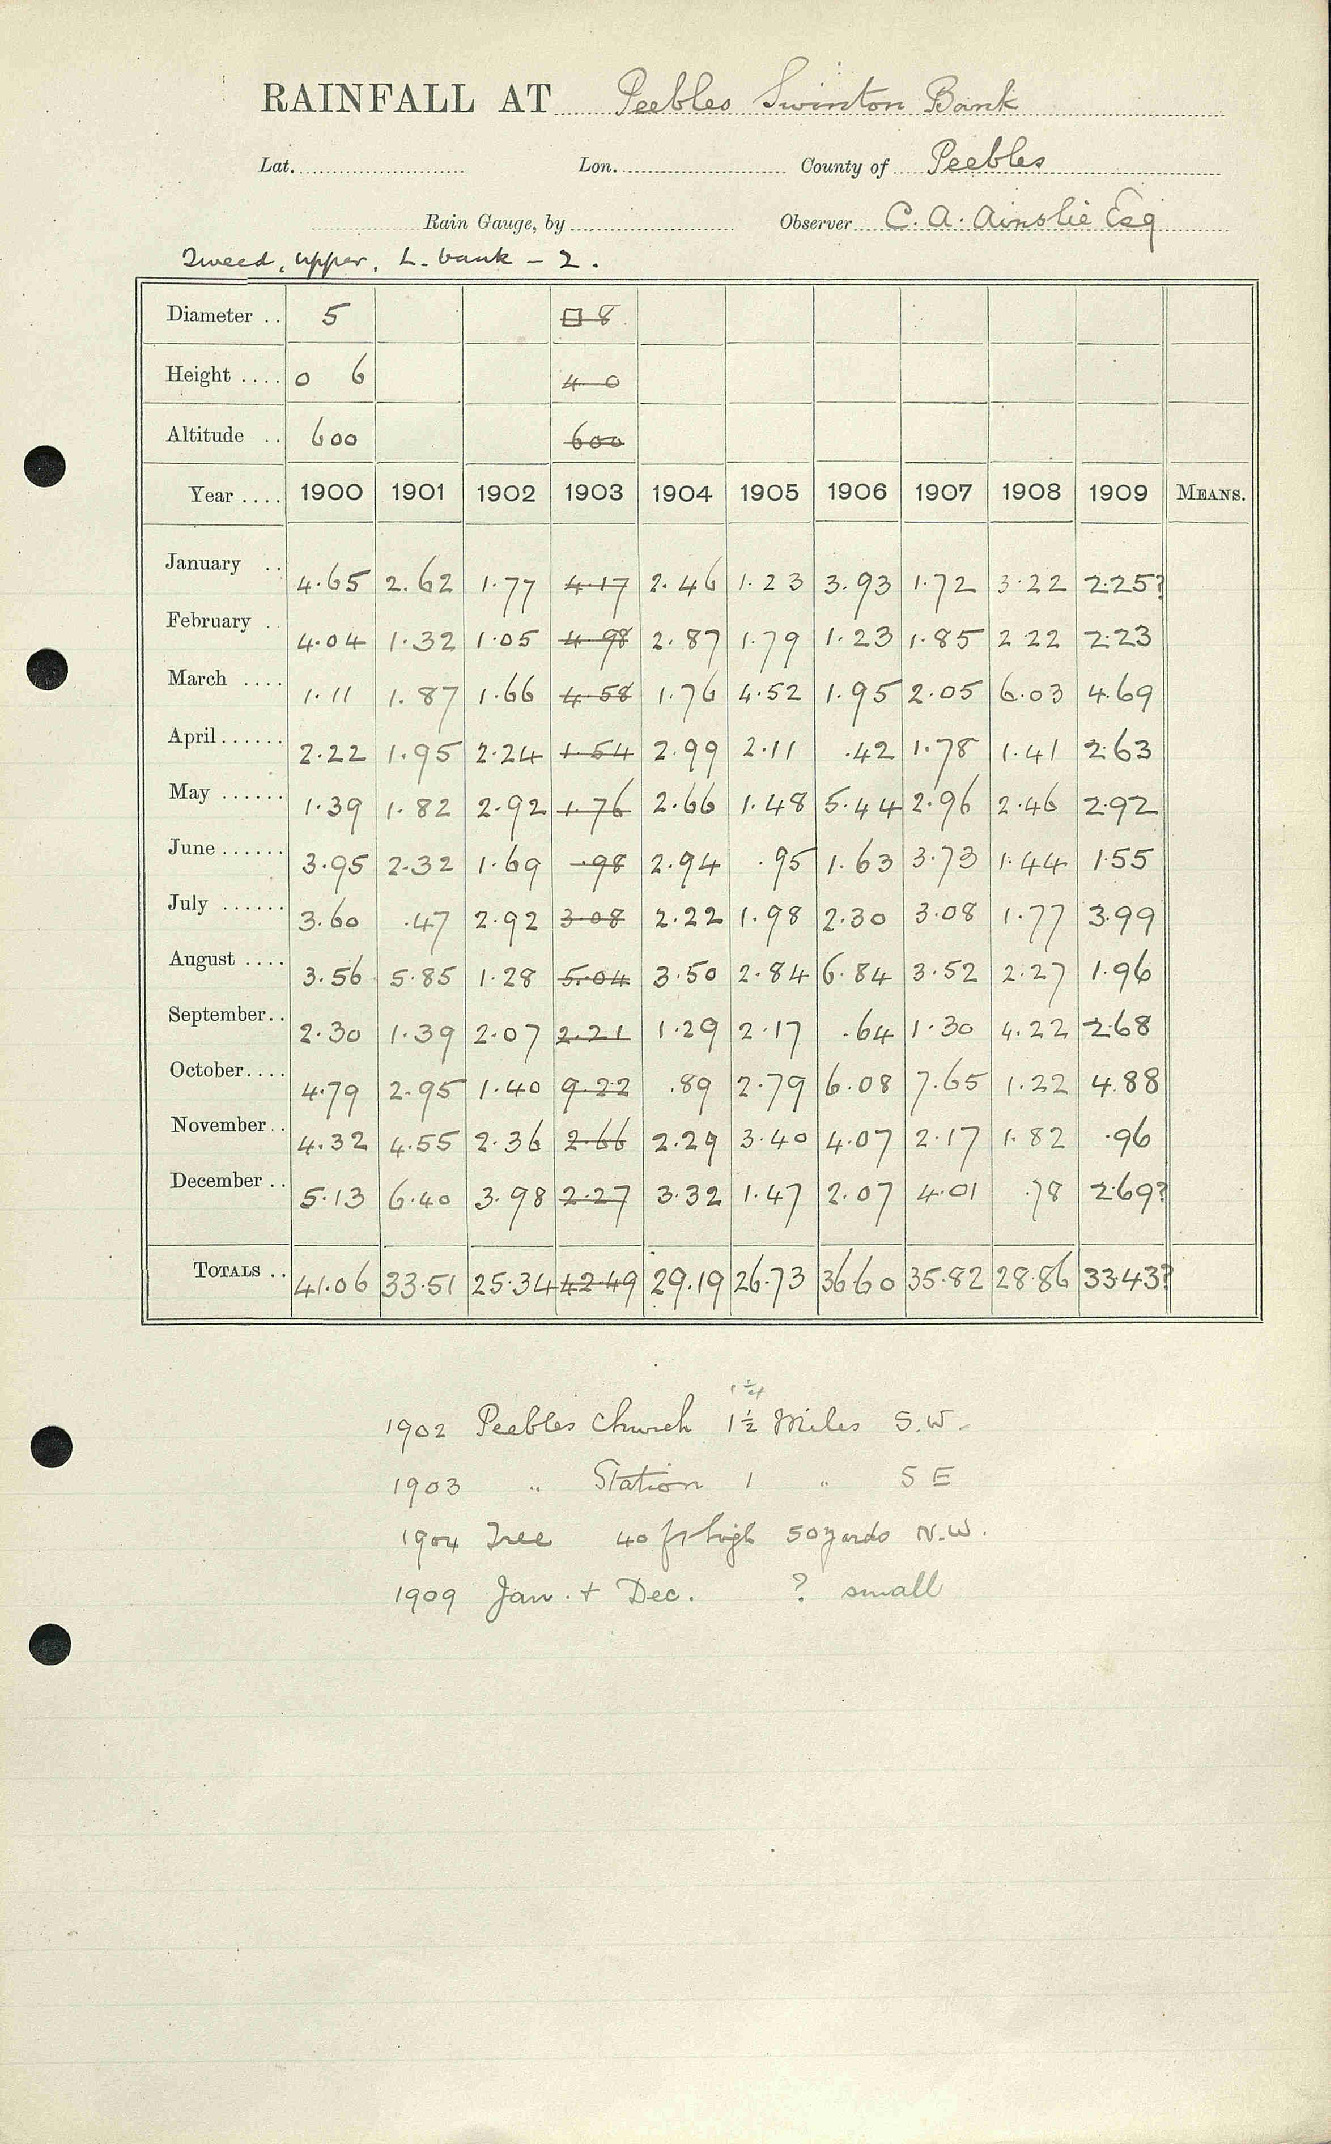 RAINFALL AT Peebles Swinton Bank
Lat. Lon. County of Peebles
Rain Gauge, by Observer C. A. Ainslie Esq
Tweed, upper, L. bank - 2.
Diameter .. 5 □ 8
Height .... 0 6 4 0
Altitude .. 600 600
Year .... 1900 1901 1902 1903 1904 1905 1906 1907 1908 1909 MEANS.
January .. 4.65 2.62 1.77 4.17 2.46 1.23 3.93 1.72 3.22 2.25?
February .. 4.04 1.32 1.05 4.98 2.87 1.79 1.23 1.85 2 22 2.23
March .... 1.11 1.87 1.66 4.58 1.76 4.52 1.95 2.05 6.03 4.69
April...... 2.22 1.95 2.24 1.54 2.99 2.11 .42 1.78 1.41 2.63
May ...... 1.39 1.82 2.92 1.76 2.66 1.48 5.44 2.96 2.46 2.92
June ...... 3.95 2.32 1.69 .98 2.94 .95 1.63 3.73 1.44 1.55
July ...... 3.60 .47 2.92 3.08 2.22 1.98 2.30 3.08 1.77 3.99
August .... 3.56 5.85 1.28 5.04 3.50 2.84 6.84 3.52 2.27 1.96
September.. 2.30 1.39 2.07 2.21 1.29 2.17 .64 1.30 4.22 2.68
October.... 4.79 2.95 1.40 9.22 .89 2.79 6.08 7.65 1.22 4.88
November.. 4.32 4.55 2.36 2.66 2.29 3.40 4.07 2.17 1.82 .96
December .. 5.13 6.40 3.98 2.27 3.32 1.47 2.07 4.01 .78 2.69?
TOTALS .. 41.06 33.51 25.34 42.49 29.19 26.73 36.60 35.82 28.86 33.43?
1 1/4
1902 Peebles Church 1½ Miles S.W.
1903 " Station 1 " S E
1904 Tree 40 ft high 50 yards N.W.
1909 Jan. + Dec. ? small